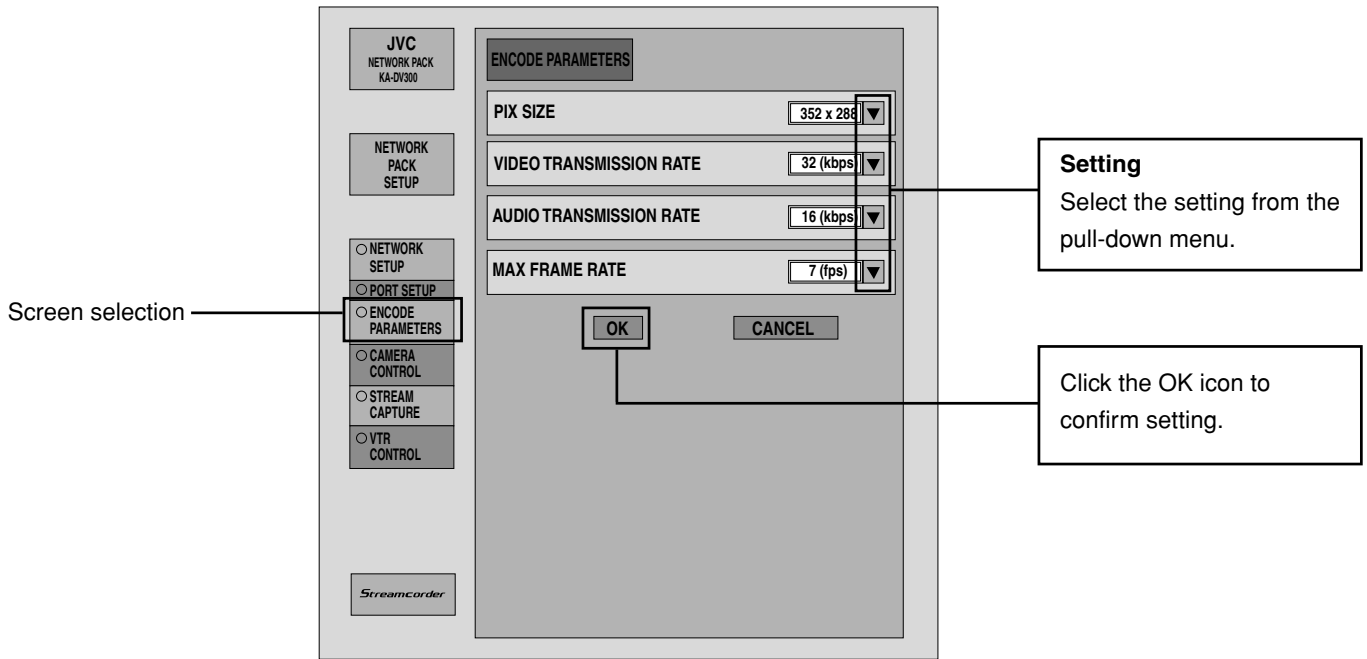 JVC
NETWORK PACK
KA-DV300
NETWORK
PACK
SETUP
NETWORK
SETUP
PORT SETUP
ENCODE
PARAMETERS
CAMERA
CONTROL
STREAM
CAPTURE
VTR
CONTROL
Streamcorder
Screen selection
ENCODE PARAMETERS
PIX SIZE 352 x 288
VIDEO TRANSMISSION RATE 32 (kbps)
AUDIO TRANSMISSION RATE 16 (kbps)
MAX FRAME RATE 7 (fps)
OK CANCEL
Setting
Select the setting from the
pull-down menu.
Click the OK icon to
confirm setting.